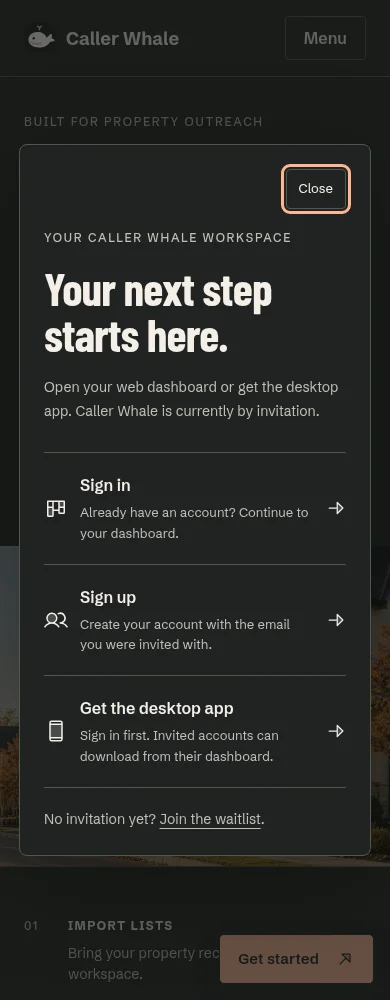 Caller Whale
Menu
BUILT FOR PROPERTY OUTREACH
Close
YOUR CALLER WHALE WORKSPACE
Your next step
starts here.
Open your web dashboard or get the desktop
app. Caller Whale is currently by invitation.
Sign in
Already have an account? Continue to
your dashboard.
Sign up
Create your account with the email
you were invited with.
Get the desktop app
Sign in first. Invited accounts can
download from their dashboard.
No invitation yet? Join the waitlist.
01
IMPORT LISTS
Bring your property rec
workspace.
Get started